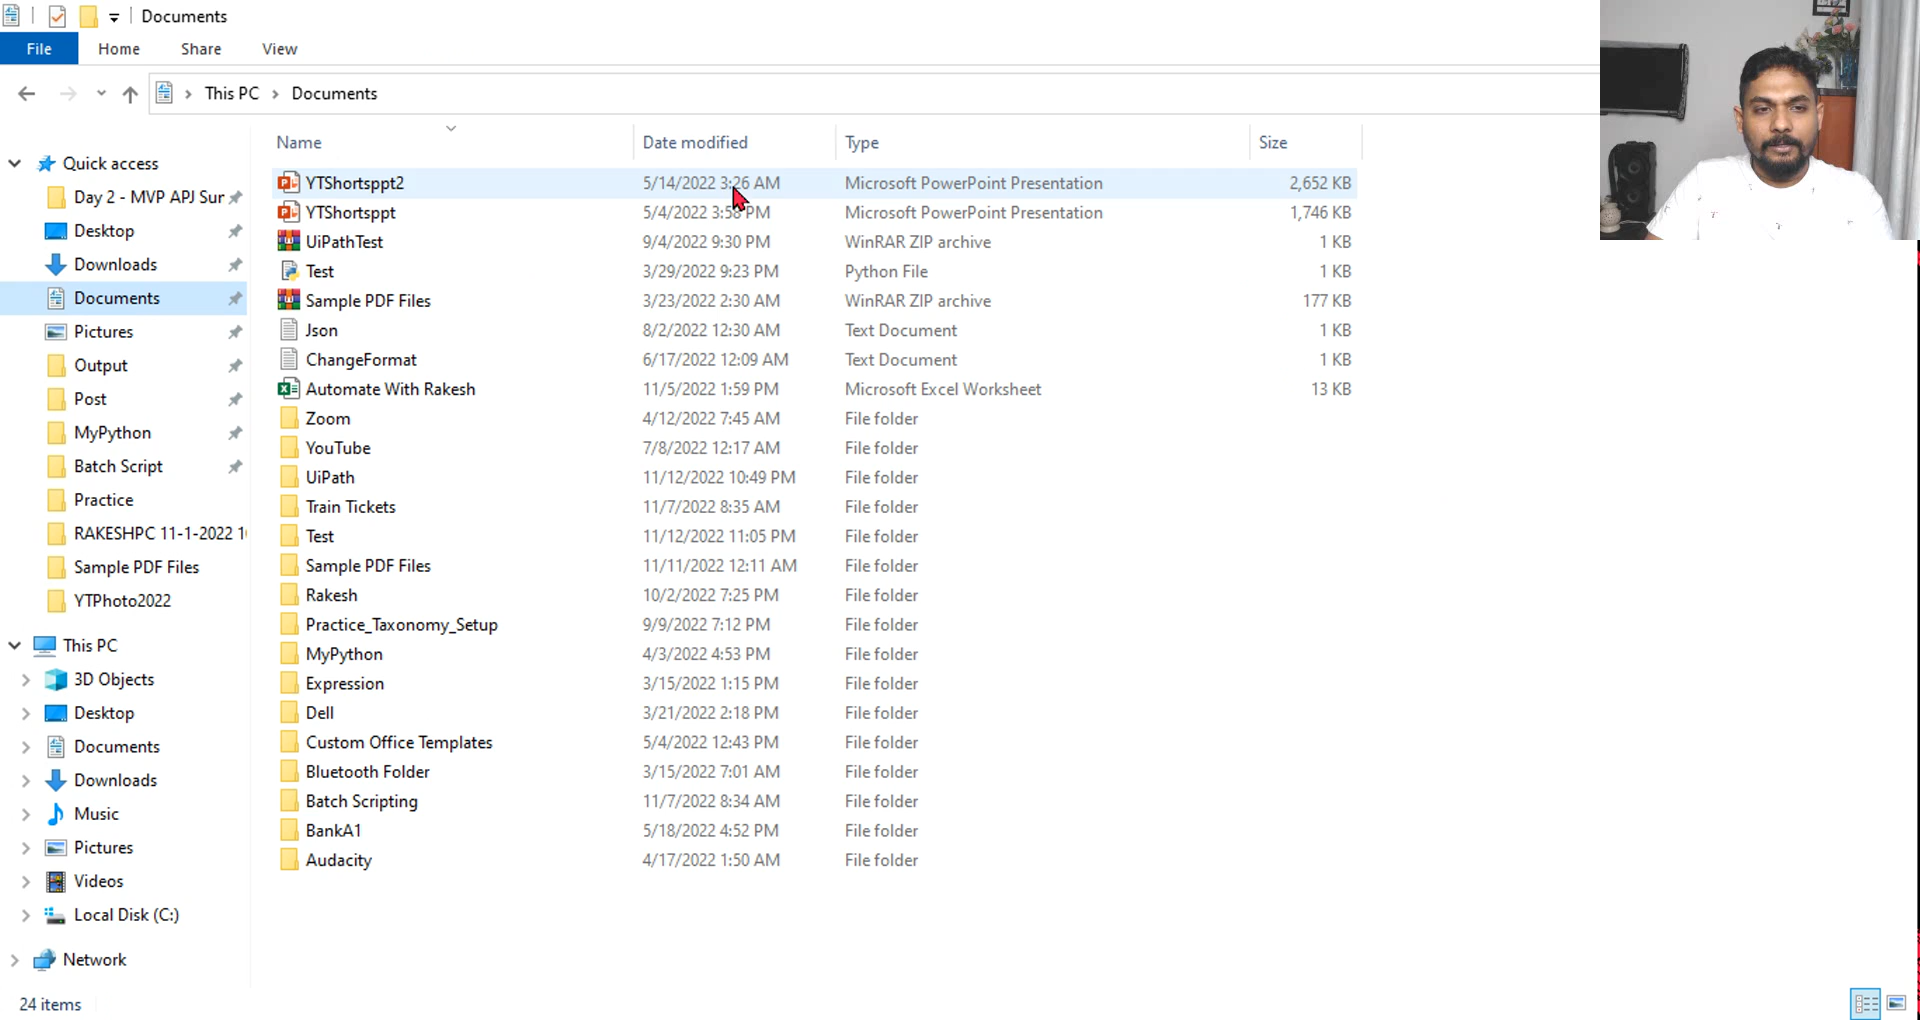 Documents
File Home Share View
This PC Documents
Name Date modified Type Size
Quick access
Day 2 - MVP APJ Sur
Desktop
Downloads
Documents
Pictures
Output
Post
MyPython
Batch Script
Practice
RAKESHPC 11-1-2022 1
Sample PDF Files
YTPhoto2022
This PC
3D Objects
Desktop
Documents
Downloads
Music
Pictures
Videos
Local Disk (C:)
Network
YTShortsppt2 5/14/2022 3:26 AM Microsoft PowerPoint Presentation 2,652 KB
YTShortsppt 5/4/2022 3:58 PM Microsoft PowerPoint Presentation 1,746 KB
UiPathTest 9/4/2022 9:30 PM WinRAR ZIP archive 1 KB
Test 3/29/2022 9:23 PM Python File 1 KB
Sample PDF Files 3/23/2022 2:30 AM WinRAR ZIP archive 177 KB
Json 8/2/2022 12:30 AM Text Document 1 KB
ChangeFormat 6/17/2022 12:09 AM Text Document 1 KB
Automate With Rakesh 11/5/2022 1:59 PM Microsoft Excel Worksheet 13 KB
Zoom 4/12/2022 7:45 AM File folder
YouTube 7/8/2022 12:17 AM File folder
UiPath 11/12/2022 10:49 PM File folder
Train Tickets 11/7/2022 8:35 AM File folder
Test 11/12/2022 11:05 PM File folder
Sample PDF Files 11/11/2022 12:11 AM File folder
Rakesh 10/2/2022 7:25 PM File folder
Practice_Taxonomy_Setup 9/9/2022 7:12 PM File folder
MyPython 4/3/2022 4:53 PM File folder
Expression 3/15/2022 1:15 PM File folder
Dell 3/21/2022 2:18 PM File folder
Custom Office Templates 5/4/2022 12:43 PM File folder
Bluetooth Folder 3/15/2022 7:01 AM File folder
Batch Scripting 11/7/2022 8:34 AM File folder
BankA1 5/18/2022 4:52 PM File folder
Audacity 4/17/2022 1:50 AM File folder
24 items